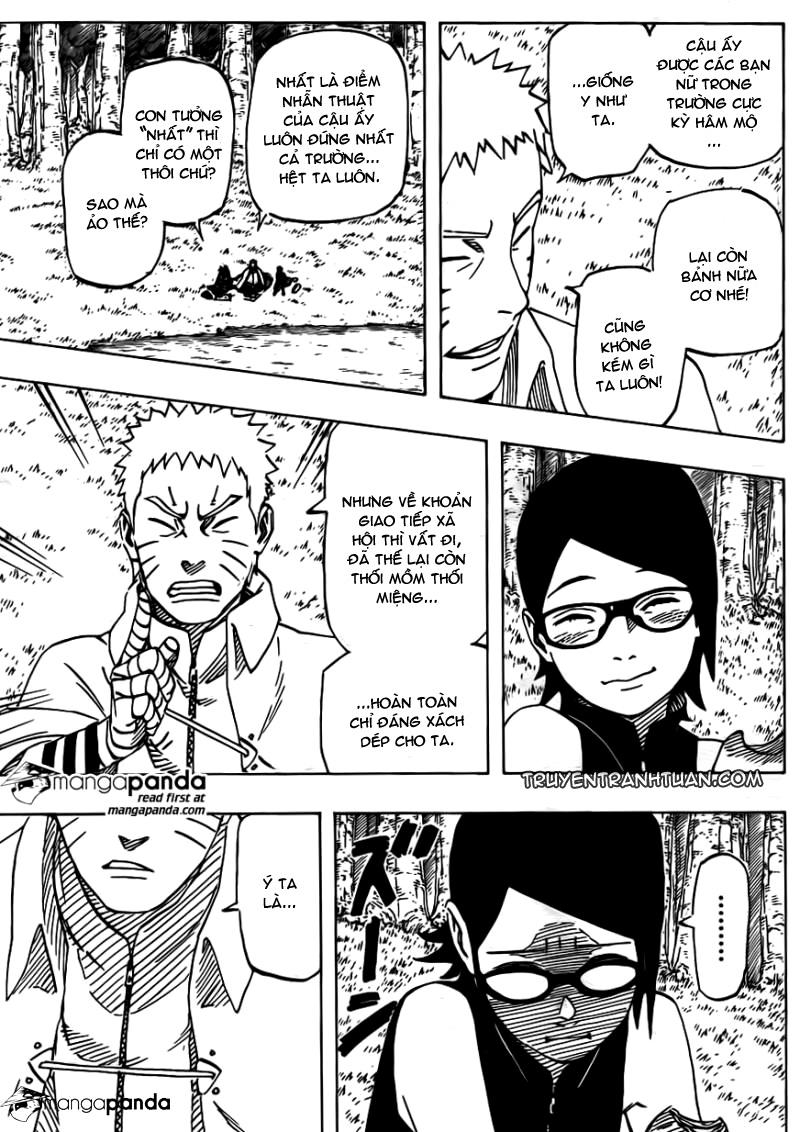 CẬU ẤY
ĐƯỢC CÁC BẠN
NỮ TRONG
TRƯỜNG CỰC
KỲ HÂM MỘ
...
...GIỐNG
Y NHƯ
TA.
LẠI CÒN
BẢNH NỮA
CƠ NHÉ!
CŨNG
KHÔNG
KÉM GÌ
TA LUÔN!
NHẤT LÀ ĐIỂM
NHẪN THUẬT
CỦA CẬU ẤY
LUÔN ĐỨNG NHẤT
CẢ TRƯỜNG...
HỆT TA LUÔN.
CON TƯỞNG
"NHẤT" THÌ
CHỈ CÓ MỘT
THÔI CHỨ?
SAO MÀ
ẢO THẾ?
NHƯNG VỀ KHOẢN
GIAO TIẾP XÃ
HỘI THÌ VẤT ĐI,
ĐÃ THẾ LẠI CÒN
THỐI MỒM THỐI
MIỆNG...
...HOÀN TOÀN
CHỈ ĐÁNG XÁCH
DÉP CHO TA.
TRUYENTRANHTUAN.COM
mangapanda
read first at
mangapanda.com
.........
ズーン
Ý TA
LÀ...
mangapanda